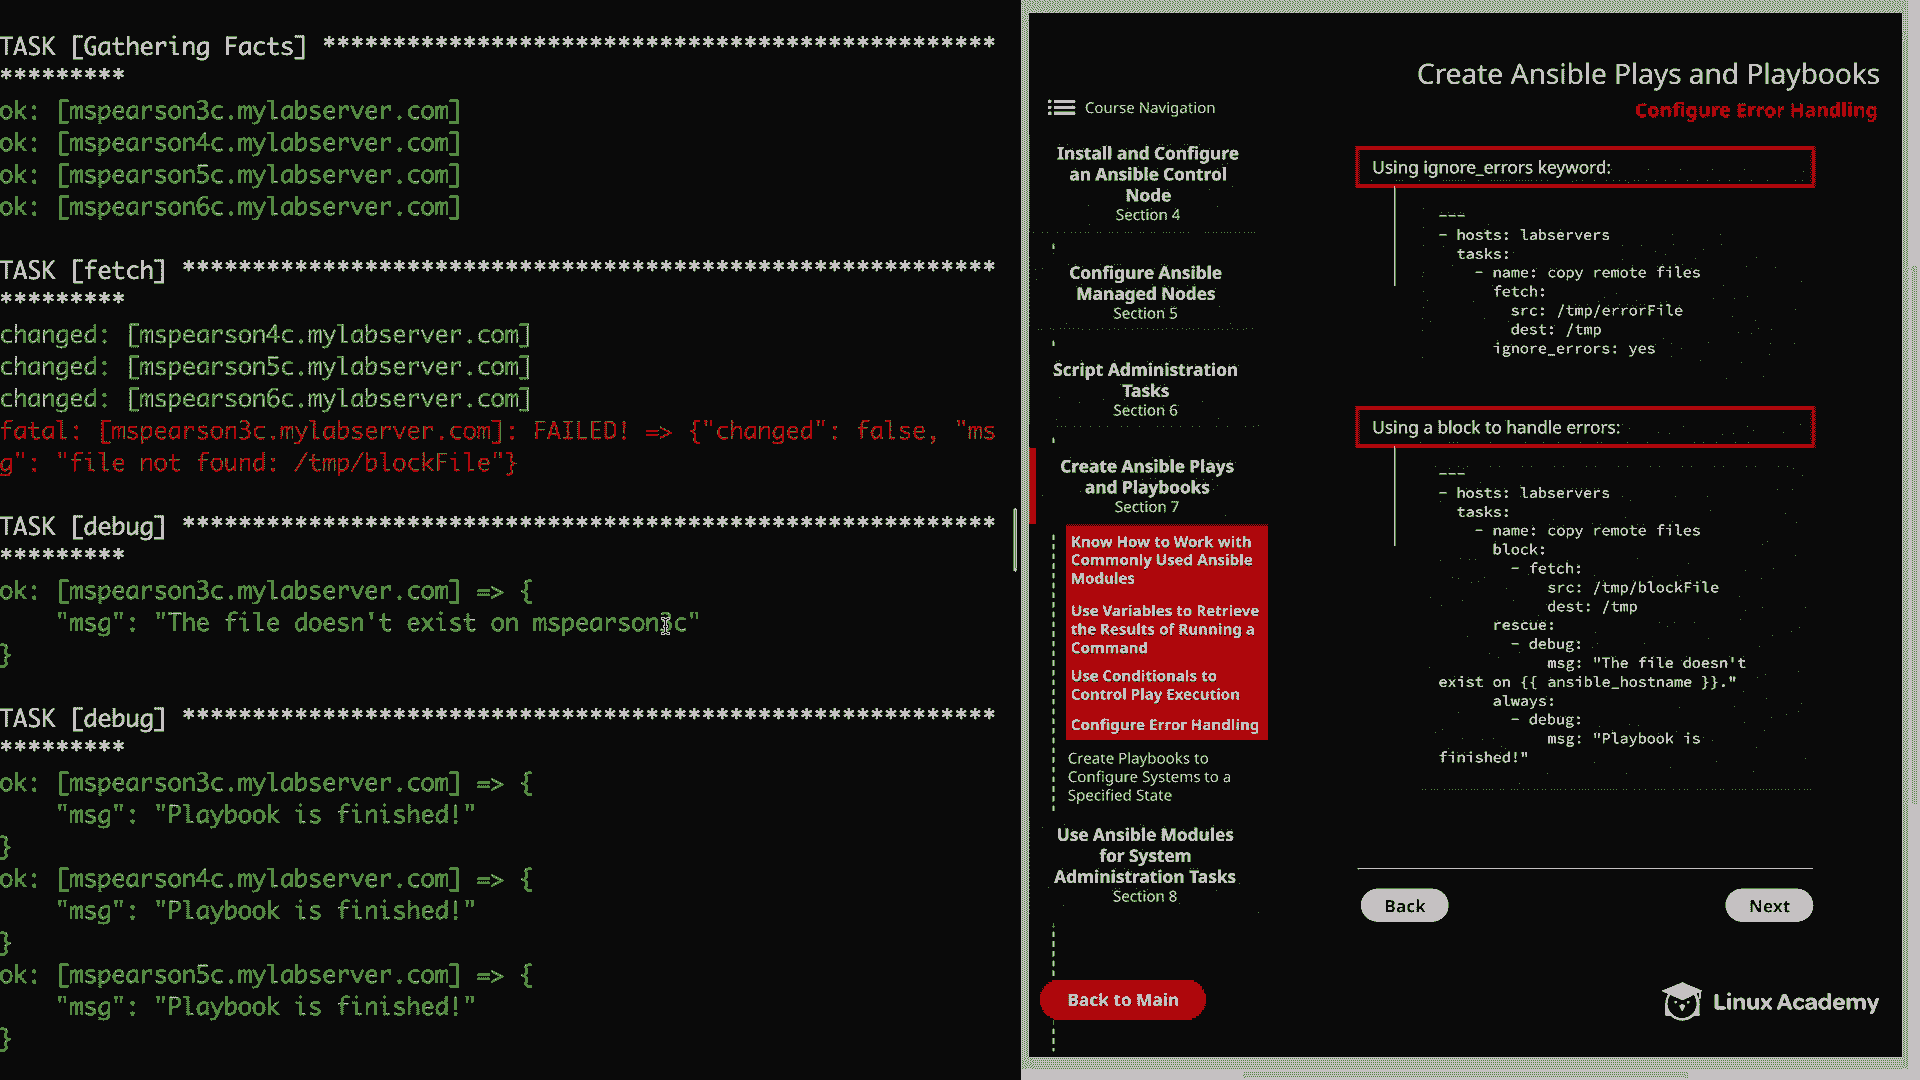 TASK [Gathering Facts] ************************************************
*********
ok: [mspearson3c.mylabserver.com]
ok: [mspearson4c.mylabserver.com]
ok: [mspearson5c.mylabserver.com]
ok: [mspearson6c.mylabserver.com]
TASK [fetch] **********************************************************
*********
changed: [mspearson4c.mylabserver.com]
changed: [mspearson5c.mylabserver.com]
changed: [mspearson6c.mylabserver.com]
fatal: [mspearson3c.mylabserver.com]: FAILED! => {"changed": false, "ms
g": "file not found: /tmp/blockFile"}
TASK [debug] **********************************************************
*********
ok: [mspearson3c.mylabserver.com] => {
    "msg": "The file doesn't exist on mspearson3c"
}
TASK [debug] **********************************************************
*********
ok: [mspearson3c.mylabserver.com] => {
    "msg": "Playbook is finished!"
}
ok: [mspearson4c.mylabserver.com] => {
    "msg": "Playbook is finished!"
}
ok: [mspearson5c.mylabserver.com] => {
    "msg": "Playbook is finished!"
}
Create Ansible Plays and Playbooks
Configure Error Handling
Course Navigation
Install and Configure
an Ansible Control
Node
Section 4
Configure Ansible
Managed Nodes
Section 5
Script Administration
Tasks
Section 6
Create Ansible Plays
and Playbooks
Section 7
Know How to Work with
Commonly Used Ansible
Modules
Use Variables to Retrieve
the Results of Running a
Command
Use Conditionals to
Control Play Execution
Configure Error Handling
Create Playbooks to
Configure Systems to a
Specified State
Use Ansible Modules
for System
Administration Tasks
Section 8
Back to Main
Using ignore_errors keyword:
---
- hosts: labservers
  tasks:
    - name: copy remote files
      fetch:
        src: /tmp/errorFile
        dest: /tmp
      ignore_errors: yes
Using a block to handle errors:
---
- hosts: labservers
  tasks:
    - name: copy remote files
      block:
        - fetch:
            src: /tmp/blockFile
            dest: /tmp
      rescue:
        - debug:
            msg: "The file doesn't
exist on {{ ansible_hostname }}."
      always:
        - debug:
            msg: "Playbook is
finished!"
Back
Next
Linux Academy